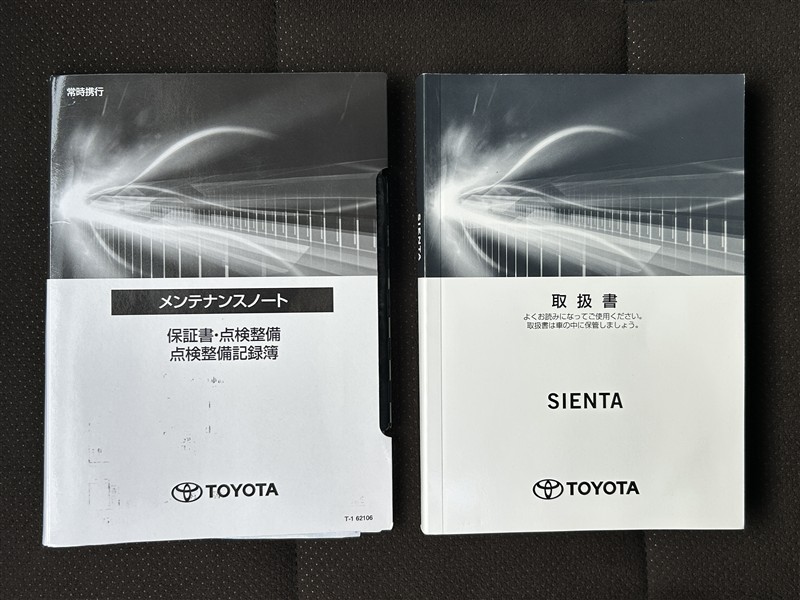 常時携行
メンテナンスノート
保証書・点検整備
点検整備記録簿
TOYOTA
T-1 62106
SIENTA
取扱書
よくお読みになってご使用ください。
取扱書は車の中に保管しましょう。
SIENTA
TOYOTA